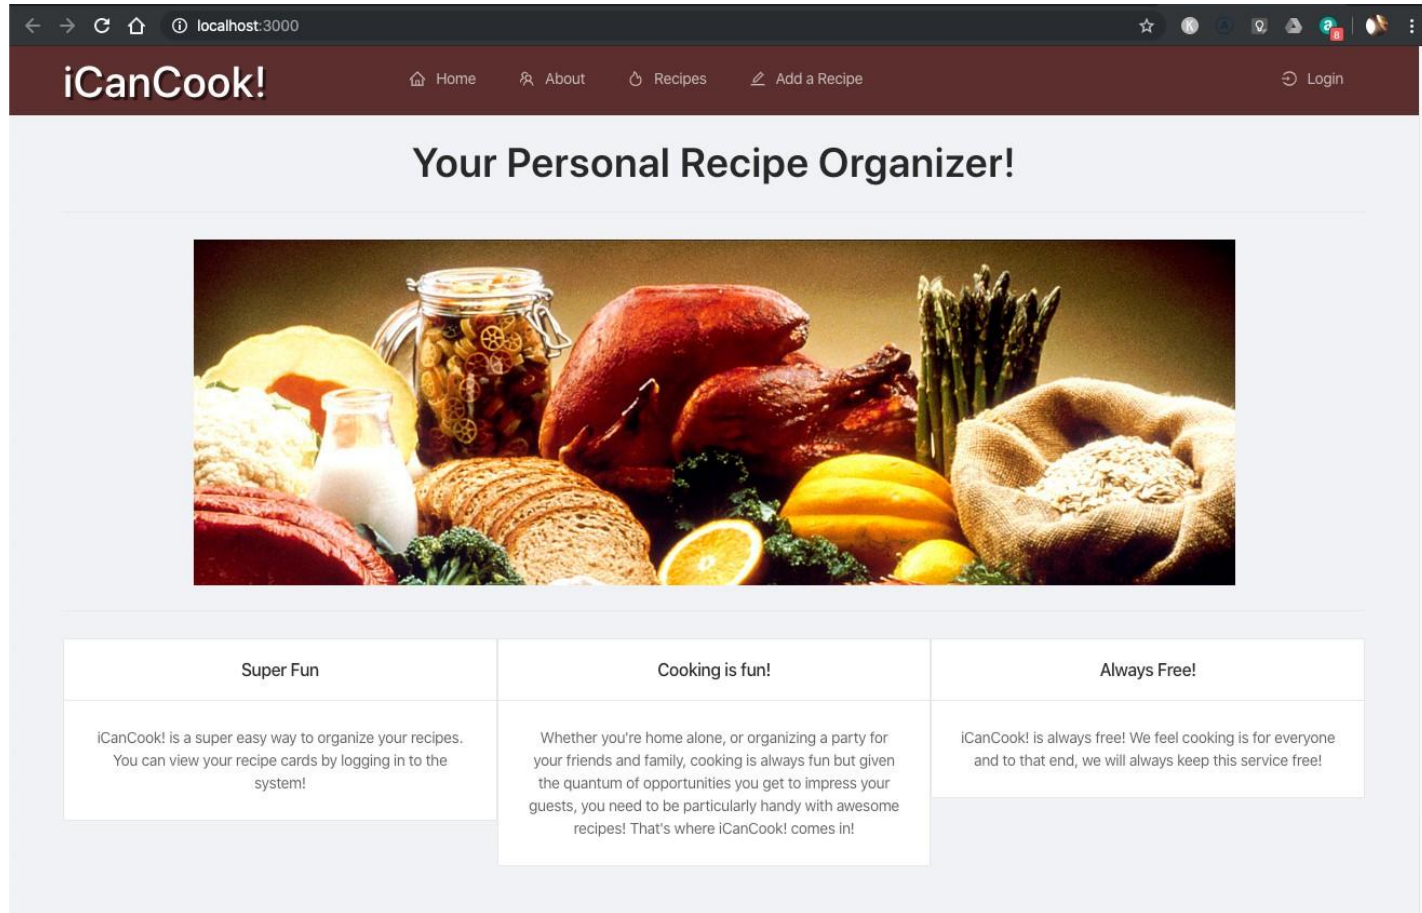 localhost:3000
8
iCanCook!
Home
About
Recipes
Add a Recipe
Login
Your Personal Recipe Organizer!
Super Fun
iCanCook! is a super easy way to organize your recipes.
You can view your recipe cards by logging in to the
system!
Cooking is fun!
Whether you're home alone, or organizing a party for
your friends and family, cooking is always fun but given
the quantum of opportunities you get to impress your
guests, you need to be particularly handy with awesome
recipes! That's where iCanCook! comes in!
Always Free!
iCanCook! is always free! We feel cooking is for everyone
and to that end, we will always keep this service free!